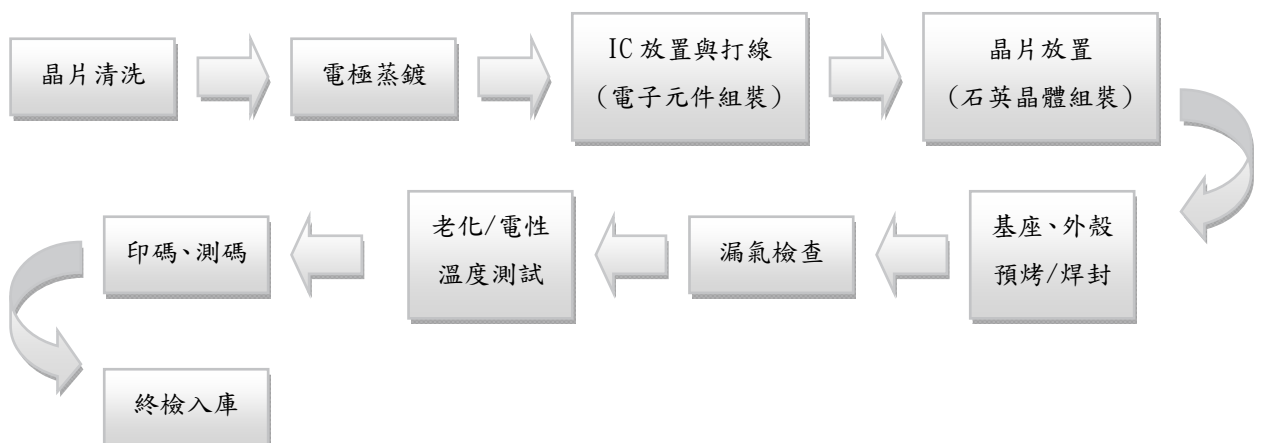 晶片清洗
電極蒸鍍
IC 放置與打線
(電子元件組裝)
晶片放置
(石英晶體組裝)
基座、外殼
預烤/焊封
漏氣檢查
老化/電性
溫度測試
印碼、測碼
終檢入庫